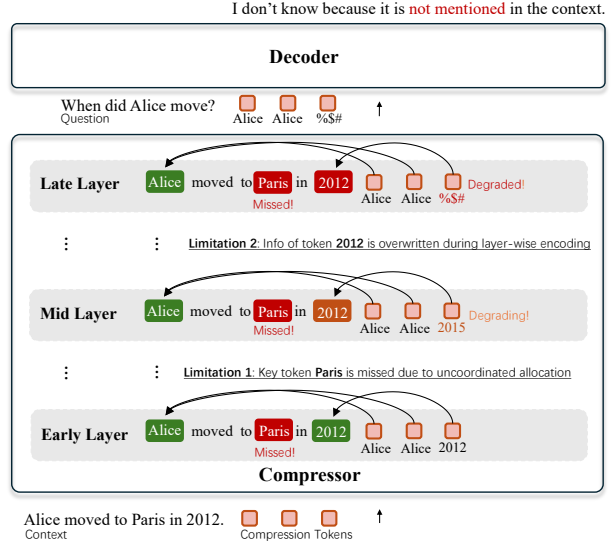 I don't know because it is not mentioned in the context.
Decoder
When did Alice move?
Question
Alice Alice %$#
Late Layer Alice moved to Paris in 2012 Degraded!
Missed! Alice Alice %$#
Limitation 2: Info of token 2012 is overwritten during layer-wise encoding
Mid Layer Alice moved to Paris in 2012 Degrading!
Missed! Alice Alice 2015
Limitation 1: Key token Paris is missed due to uncoordinated allocation
Early Layer Alice moved to Paris in 2012
Missed! Alice Alice 2012
Compressor
Alice moved to Paris in 2012.
Context Compression Tokens